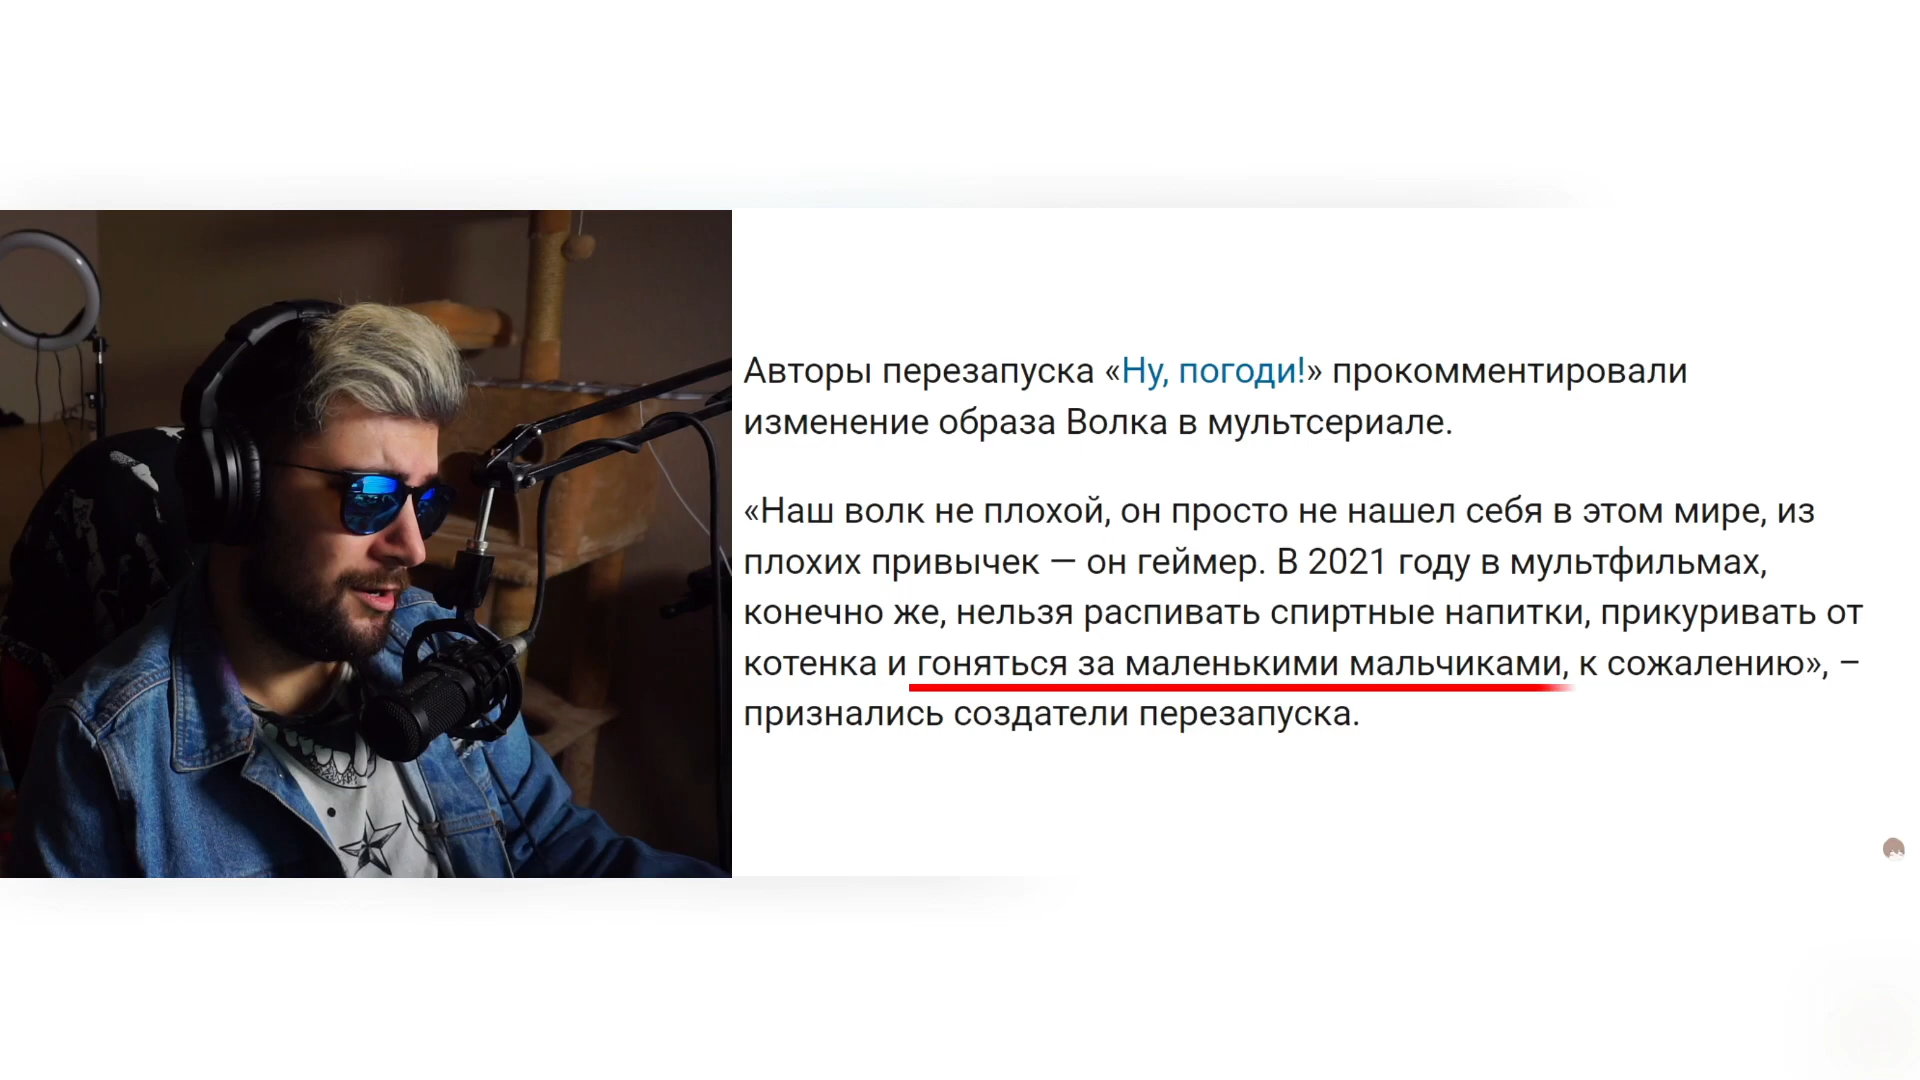 Авторы перезапуска «Ну, погоди!» прокомментировали
изменение образа Волка в мультсериале.
«Наш волк не плохой, он просто не нашел себя в этом мире, из
плохих привычек — он геймер. В 2021 году в мультфильмах,
конечно же, нельзя распивать спиртные напитки, прикуривать от
котенка и гоняться за маленькими мальчиками, к сожалению», –
признались создатели перезапуска.